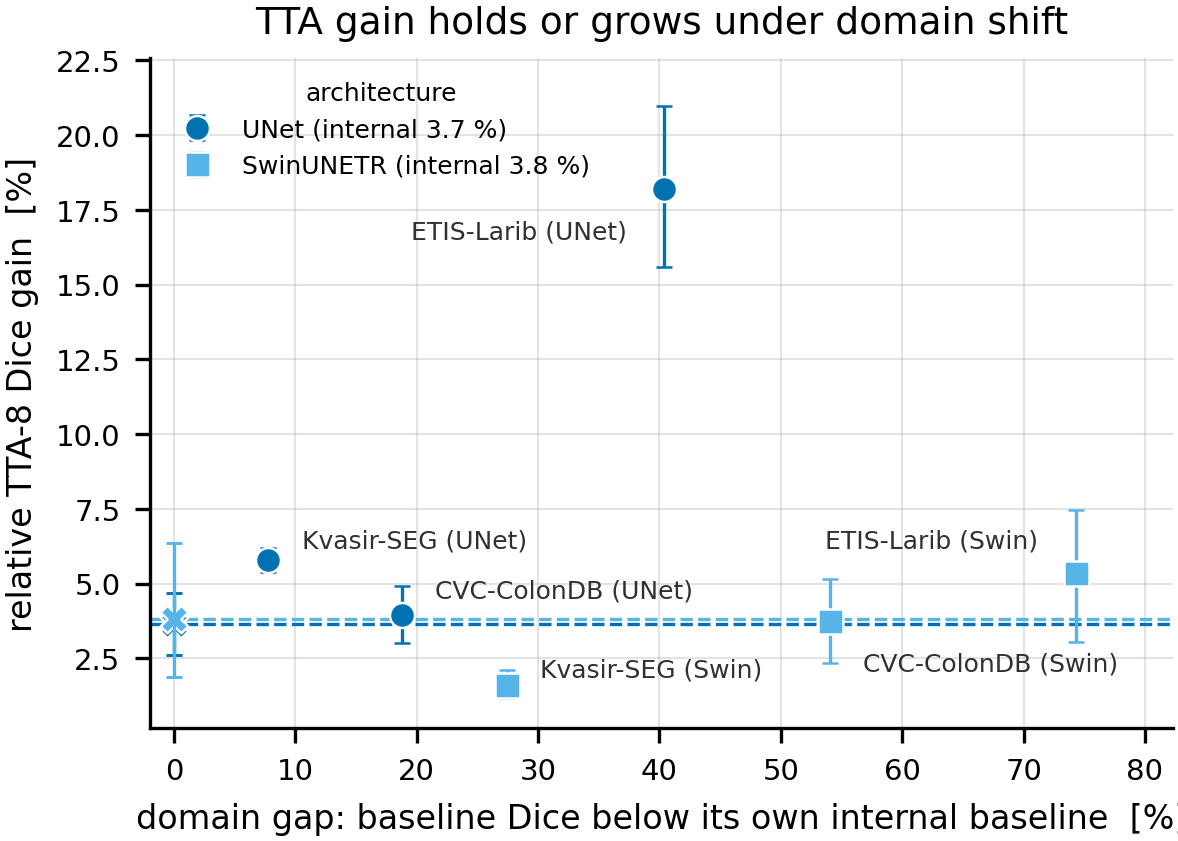 TTA gain holds or grows under domain shift
relative TTA-8 Dice gain [%]
22.5
20.0
17.5
15.0
12.5
10.0
7.5
5.0
2.5
architecture
UNet (internal 3.7 %)
SwinUNETR (internal 3.8 %)
ETIS-Larib (UNet)
Kvasir-SEG (UNet)
ETIS-Larib (Swin)
CVC-ColonDB (UNet)
Kvasir-SEG (Swin)
CVC-ColonDB (Swin)
0 10 20 30 40 50 60 70 80
domain gap: baseline Dice below its own internal baseline [%]